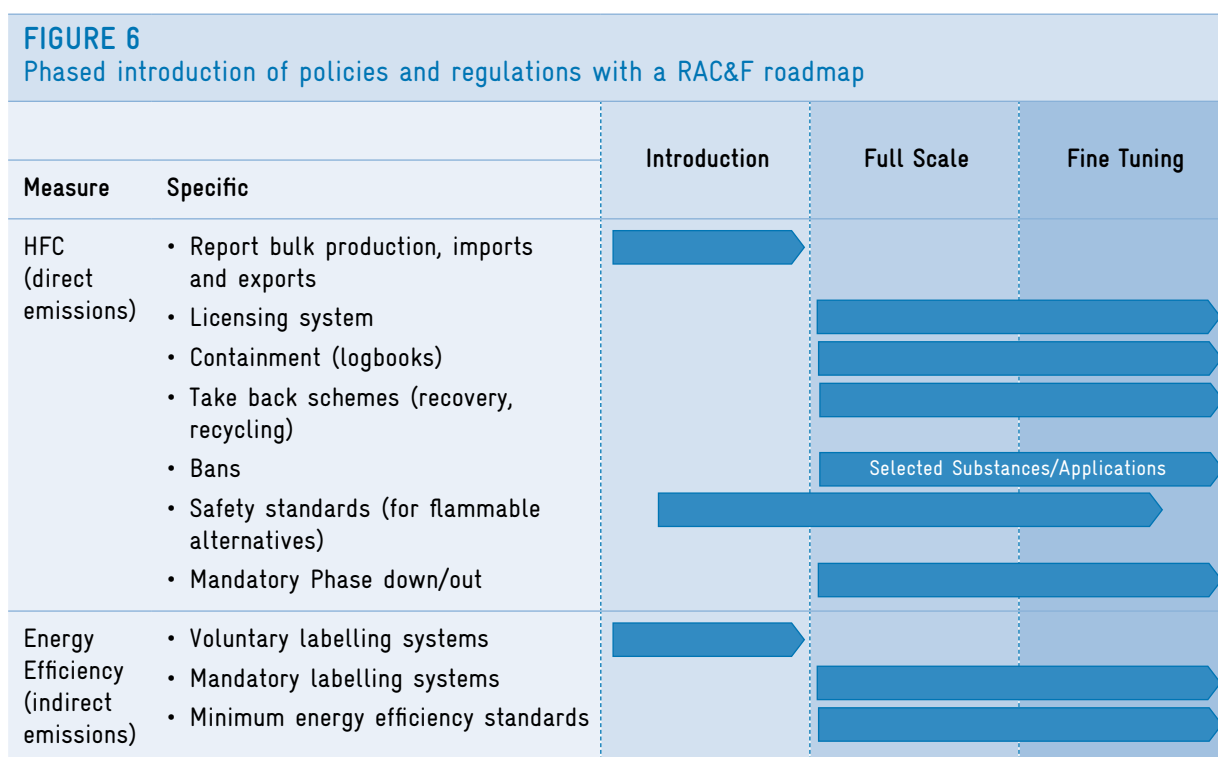 FIGURE 6
Phased introduction of policies and regulations with a RAC&F roadmap
Introduction
Full Scale
Fine Tuning
Measure
Specific
HFC
(direct
emissions)
• Report bulk production, imports
and exports
• Licensing system
• Containment (logbooks)
• Take back schemes (recovery,
recycling)
• Bans
Selected Substances/Applications
• Safety standards (for flammable
alternatives)
• Mandatory Phase down/out
Energy
Efficiency
(indirect
emissions)
• Voluntary labelling systems
• Mandatory labelling systems
• Minimum energy efficiency standards